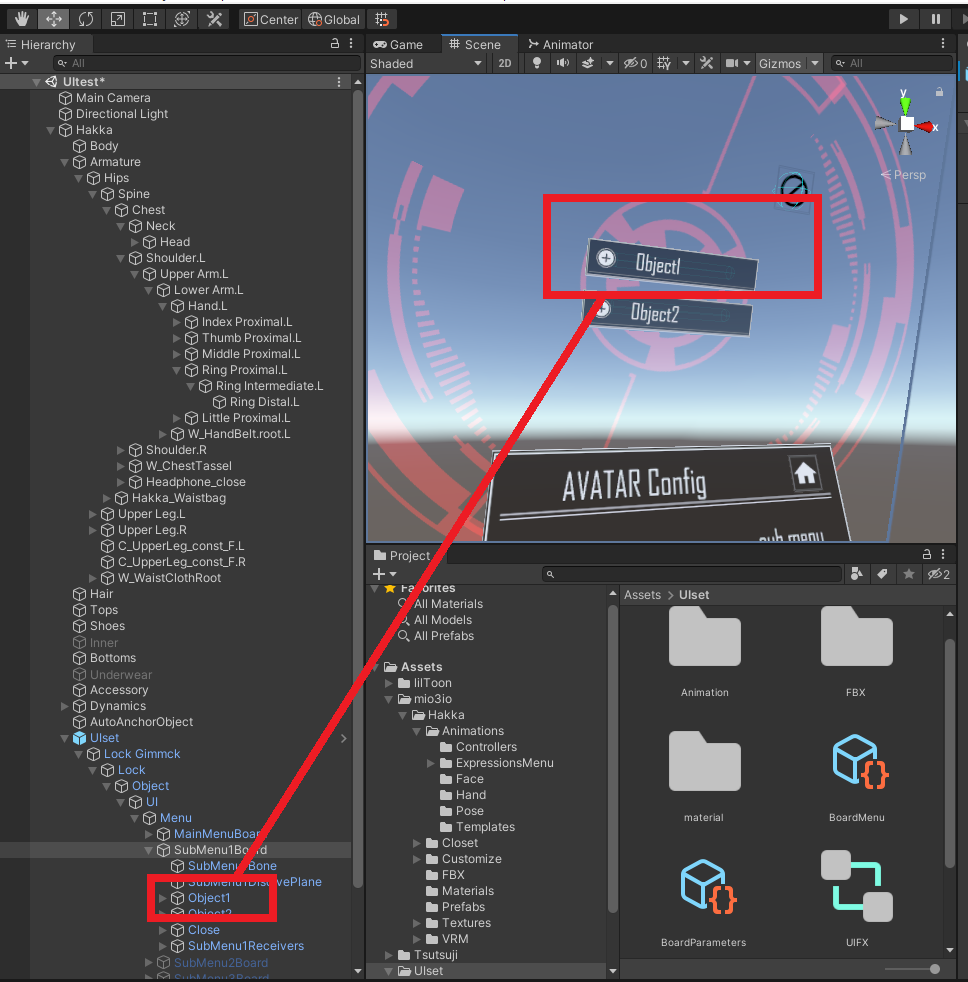 Center
Global
Hierarchy
All
UItest*
Main Camera
Directional Light
Hakka
Body
Armature
Hips
Spine
Chest
Neck
Head
Shoulder.L
Upper Arm.L
Lower Arm.L
Hand.L
Index Proximal.L
Thumb Proximal.L
Middle Proximal.L
Ring Proximal.L
Ring Intermediate.L
Ring Distal.L
Little Proximal.L
W_HandBelt.root.L
Shoulder.R
W_ChestTassel
Headphone_close
Hakka_Waistbag
Upper Leg.L
Upper Leg.R
C_UpperLeg_const_F.L
C_UpperLeg_const_F.R
W_WaistClothRoot
Hair
Tops
Shoes
Inner
Bottoms
Underwear
Accessory
Dynamics
AutoAnchorObject
UIset
Lock Gimmck
Lock
Object
UI
Menu
MainMenuBoard
SubMenu1Board
SubMenu1Bone
SubMenu1DisolvePlane
Object1
Object2
Close
SubMenu1Receivers
SubMenu2Board
SubMenu3Board
Game
Scene
Animator
Shaded
2D
0
Gizmos
All
y
x
Persp
Object1
Object2
AVATAR Config
sub menu
Project
2
Favorites
All Materials
All Models
All Prefabs
Assets
lilToon
mio3io
Hakka
Animations
Controllers
ExpressionsMenu
Face
Hand
Pose
Templates
Closet
Customize
FBX
Materials
Prefabs
Textures
VRM
Tsutsuji
UIset
Assets > UIset
Animation
FBX
material
BoardMenu
BoardParameters
UIFX